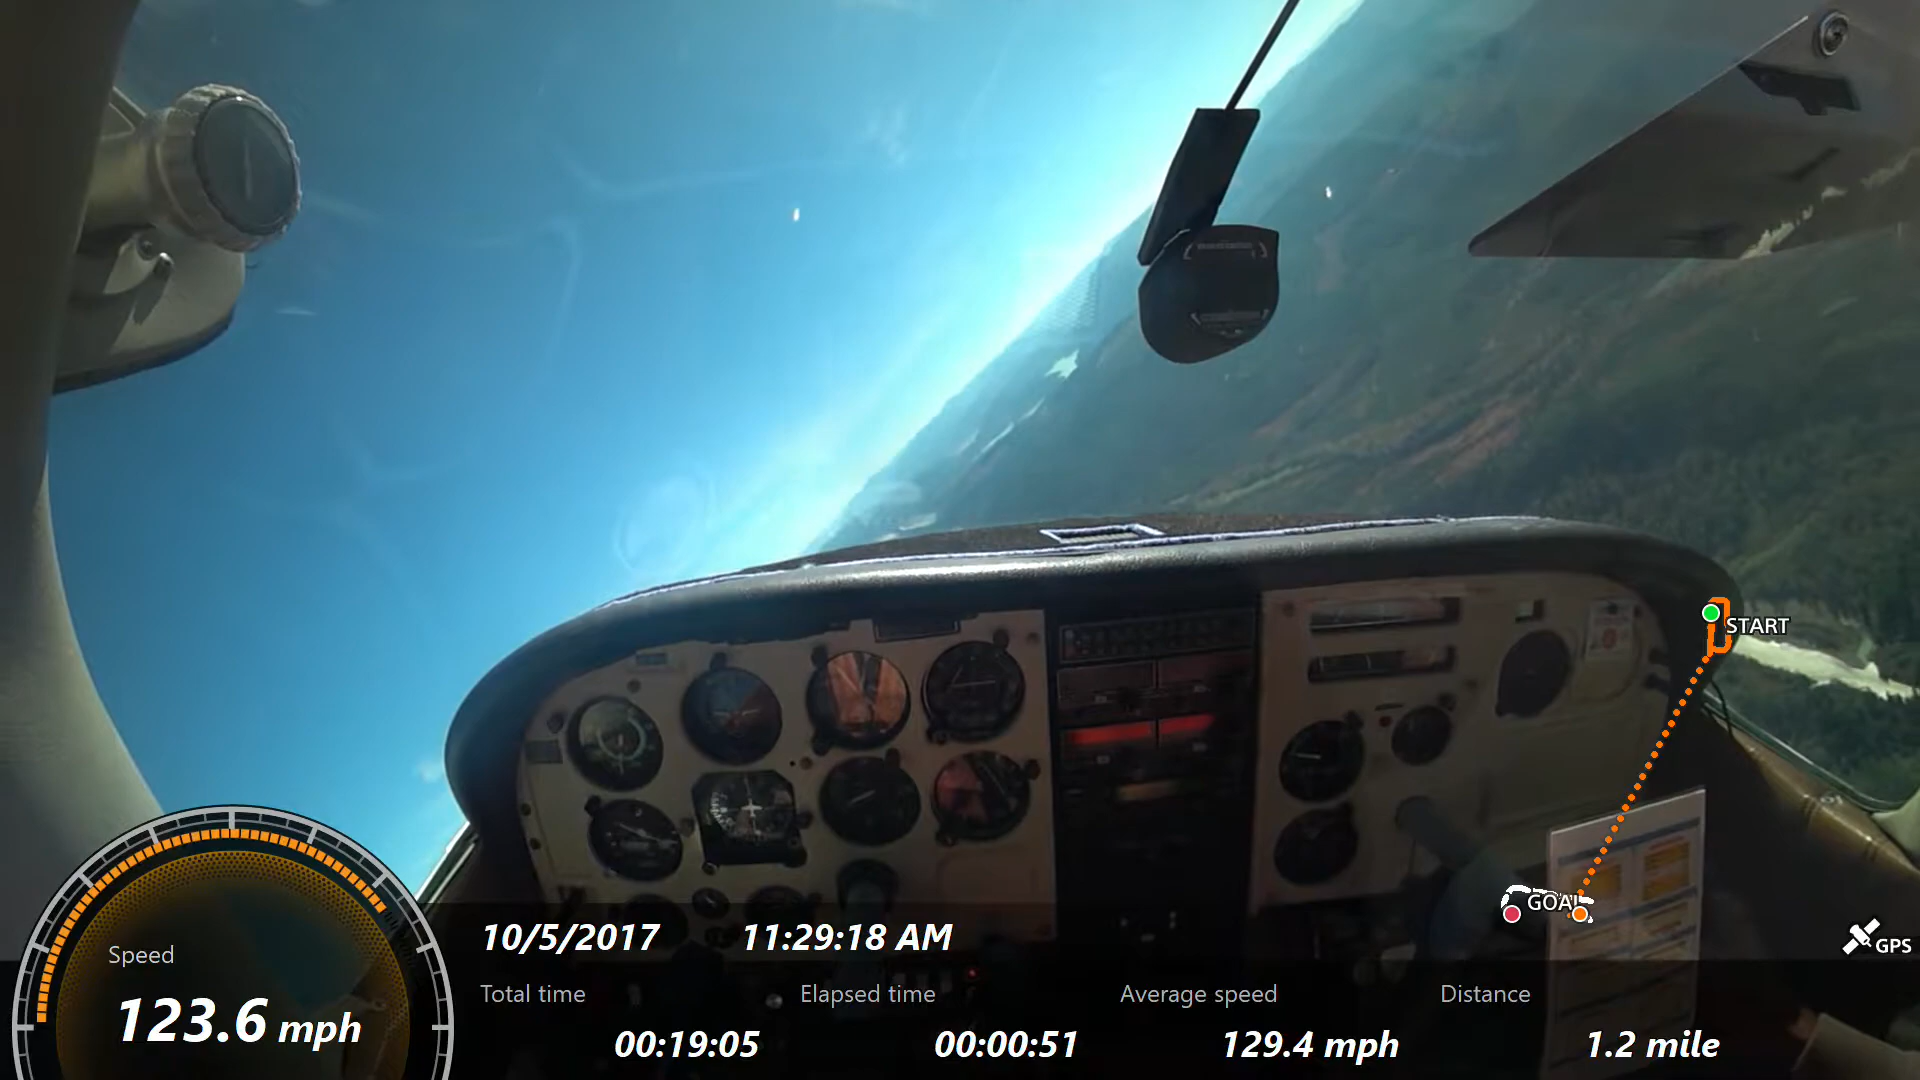 START
GOAL
10/5/2017 11:29:18 AM
GPS
Speed
123.6 mph
Total time Elapsed time Average speed Distance
00:19:05 00:00:51 129.4 mph 1.2 mile